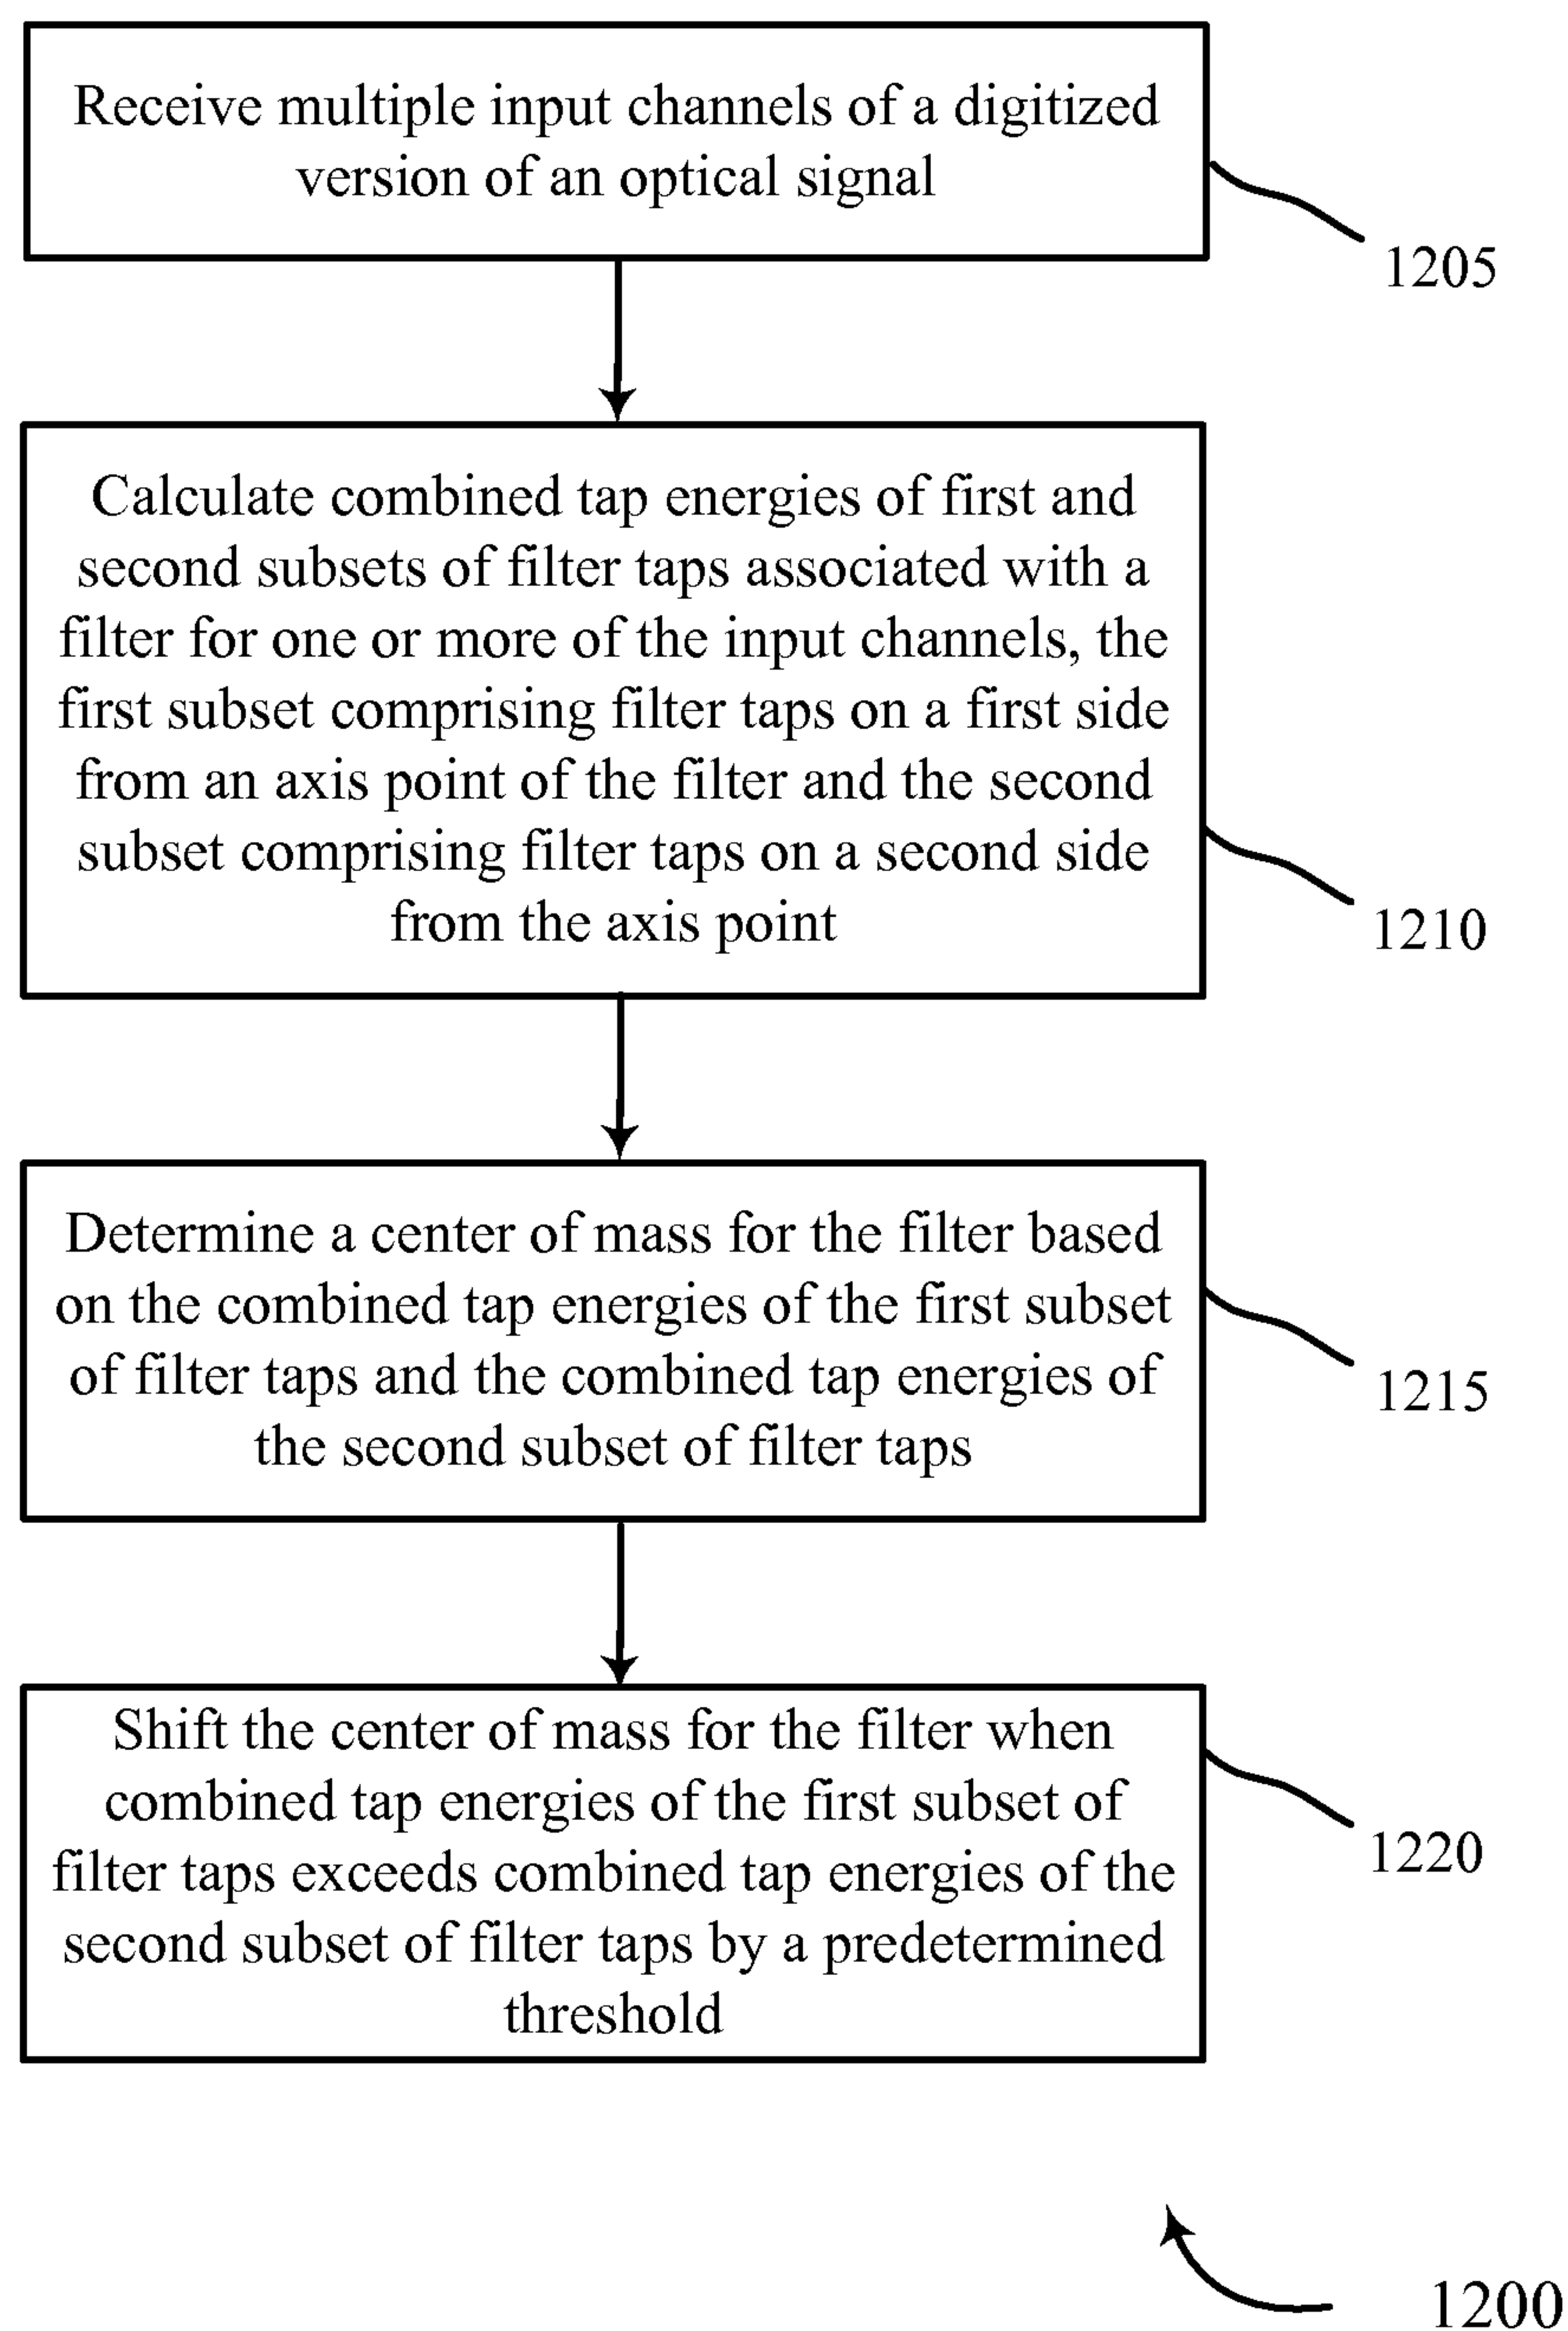 Receive multiple input channels of a digitized
version of an optical signal
1205
Calculate combined tap energies of first and
second subsets of filter taps associated with a
filter for one or more of the input channels, the
first subset comprising filter taps on a first side
from an axis point of the filter and the second
subset comprising filter taps on a second side
from the axis point
1210
Determine a center of mass for the filter based
on the combined tap energies of the first subset
of filter taps and the combined tap energies of
the second subset of filter taps
1215
Shift the center of mass for the filter when
combined tap energies of the first subset of
filter taps exceeds combined tap energies of the
second subset of filter taps by a predetermined
threshold
1220
1200